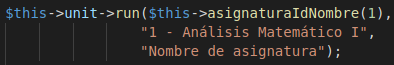 $this->unit->run($this->asignaturaIdNombre(1),
"1 - Análisis Matemático I",
"Nombre de asignatura");